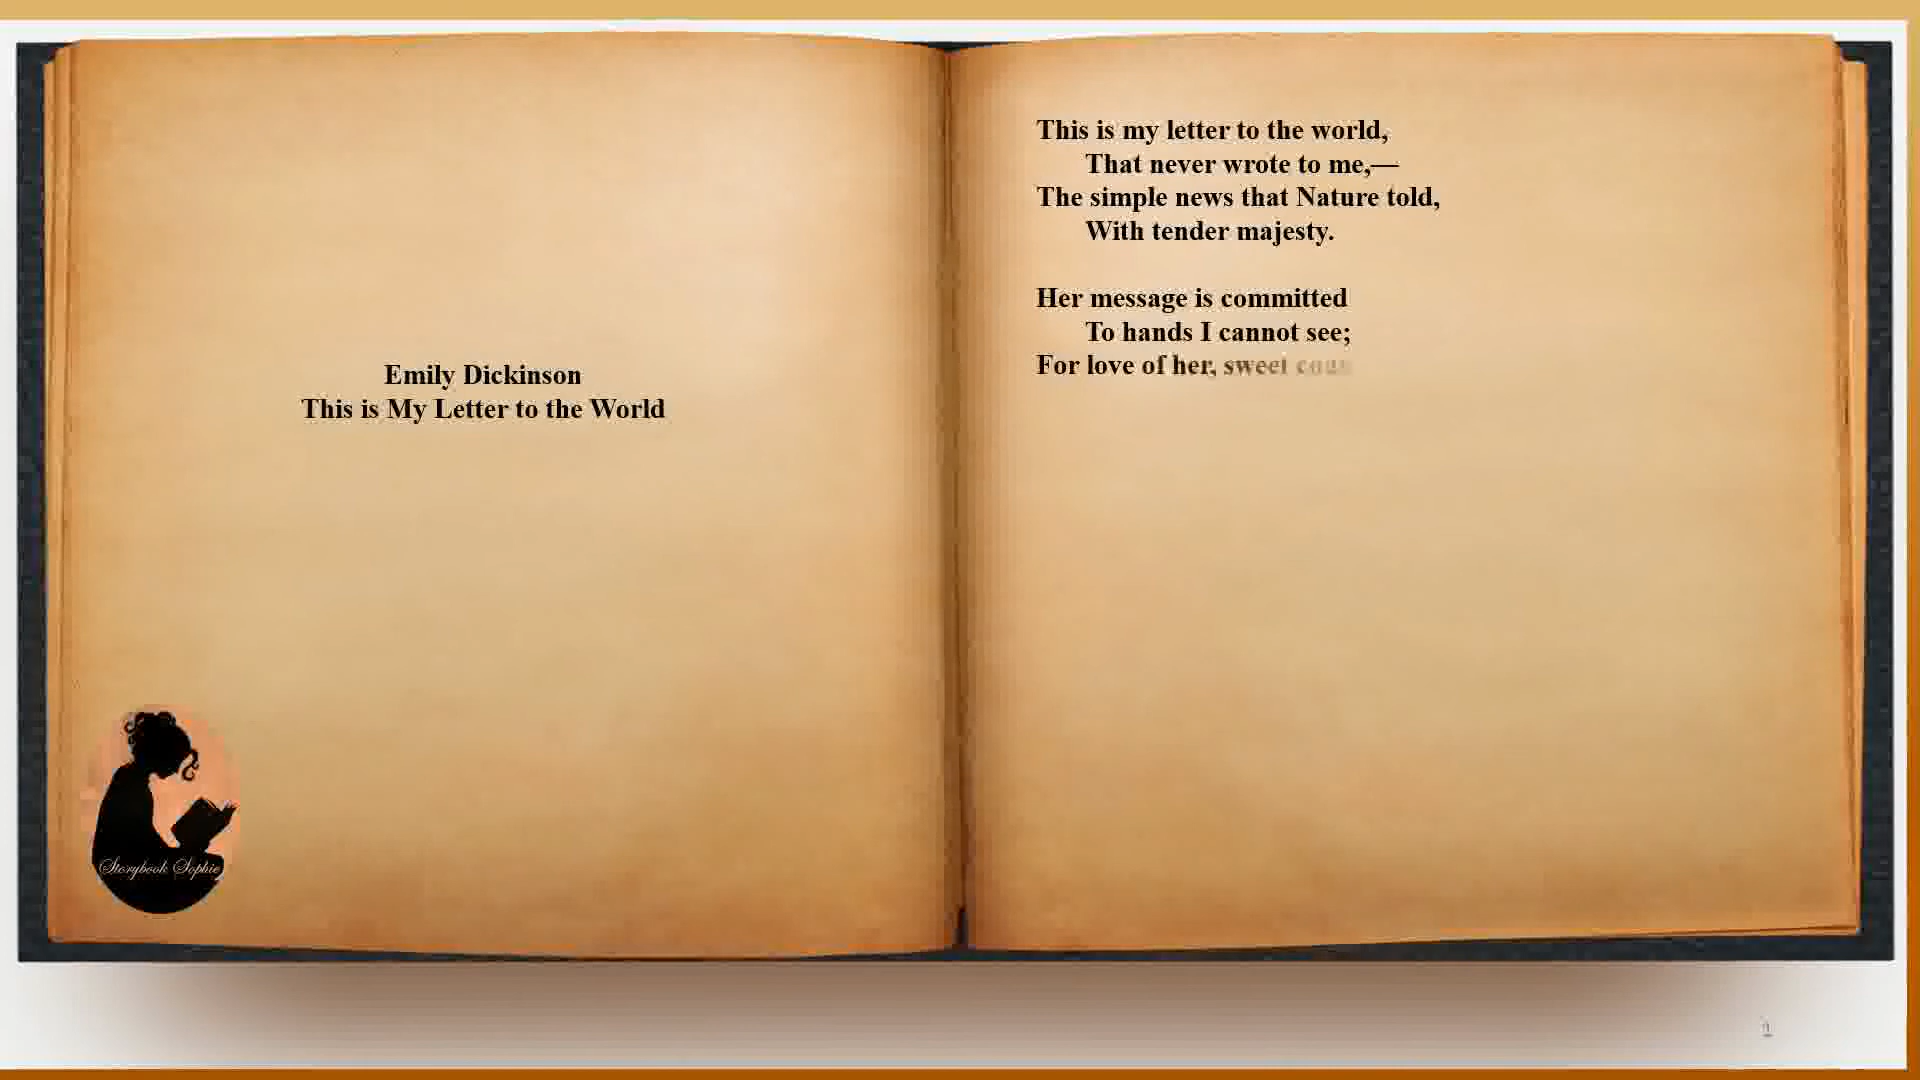 Emily Dickinson
This is My Letter to the World
Storybook Sophie
This is my letter to the world,
That never wrote to me,—
The simple news that Nature told,
With tender majesty.
Her message is committed
To hands I cannot see;
For love of her, sweet